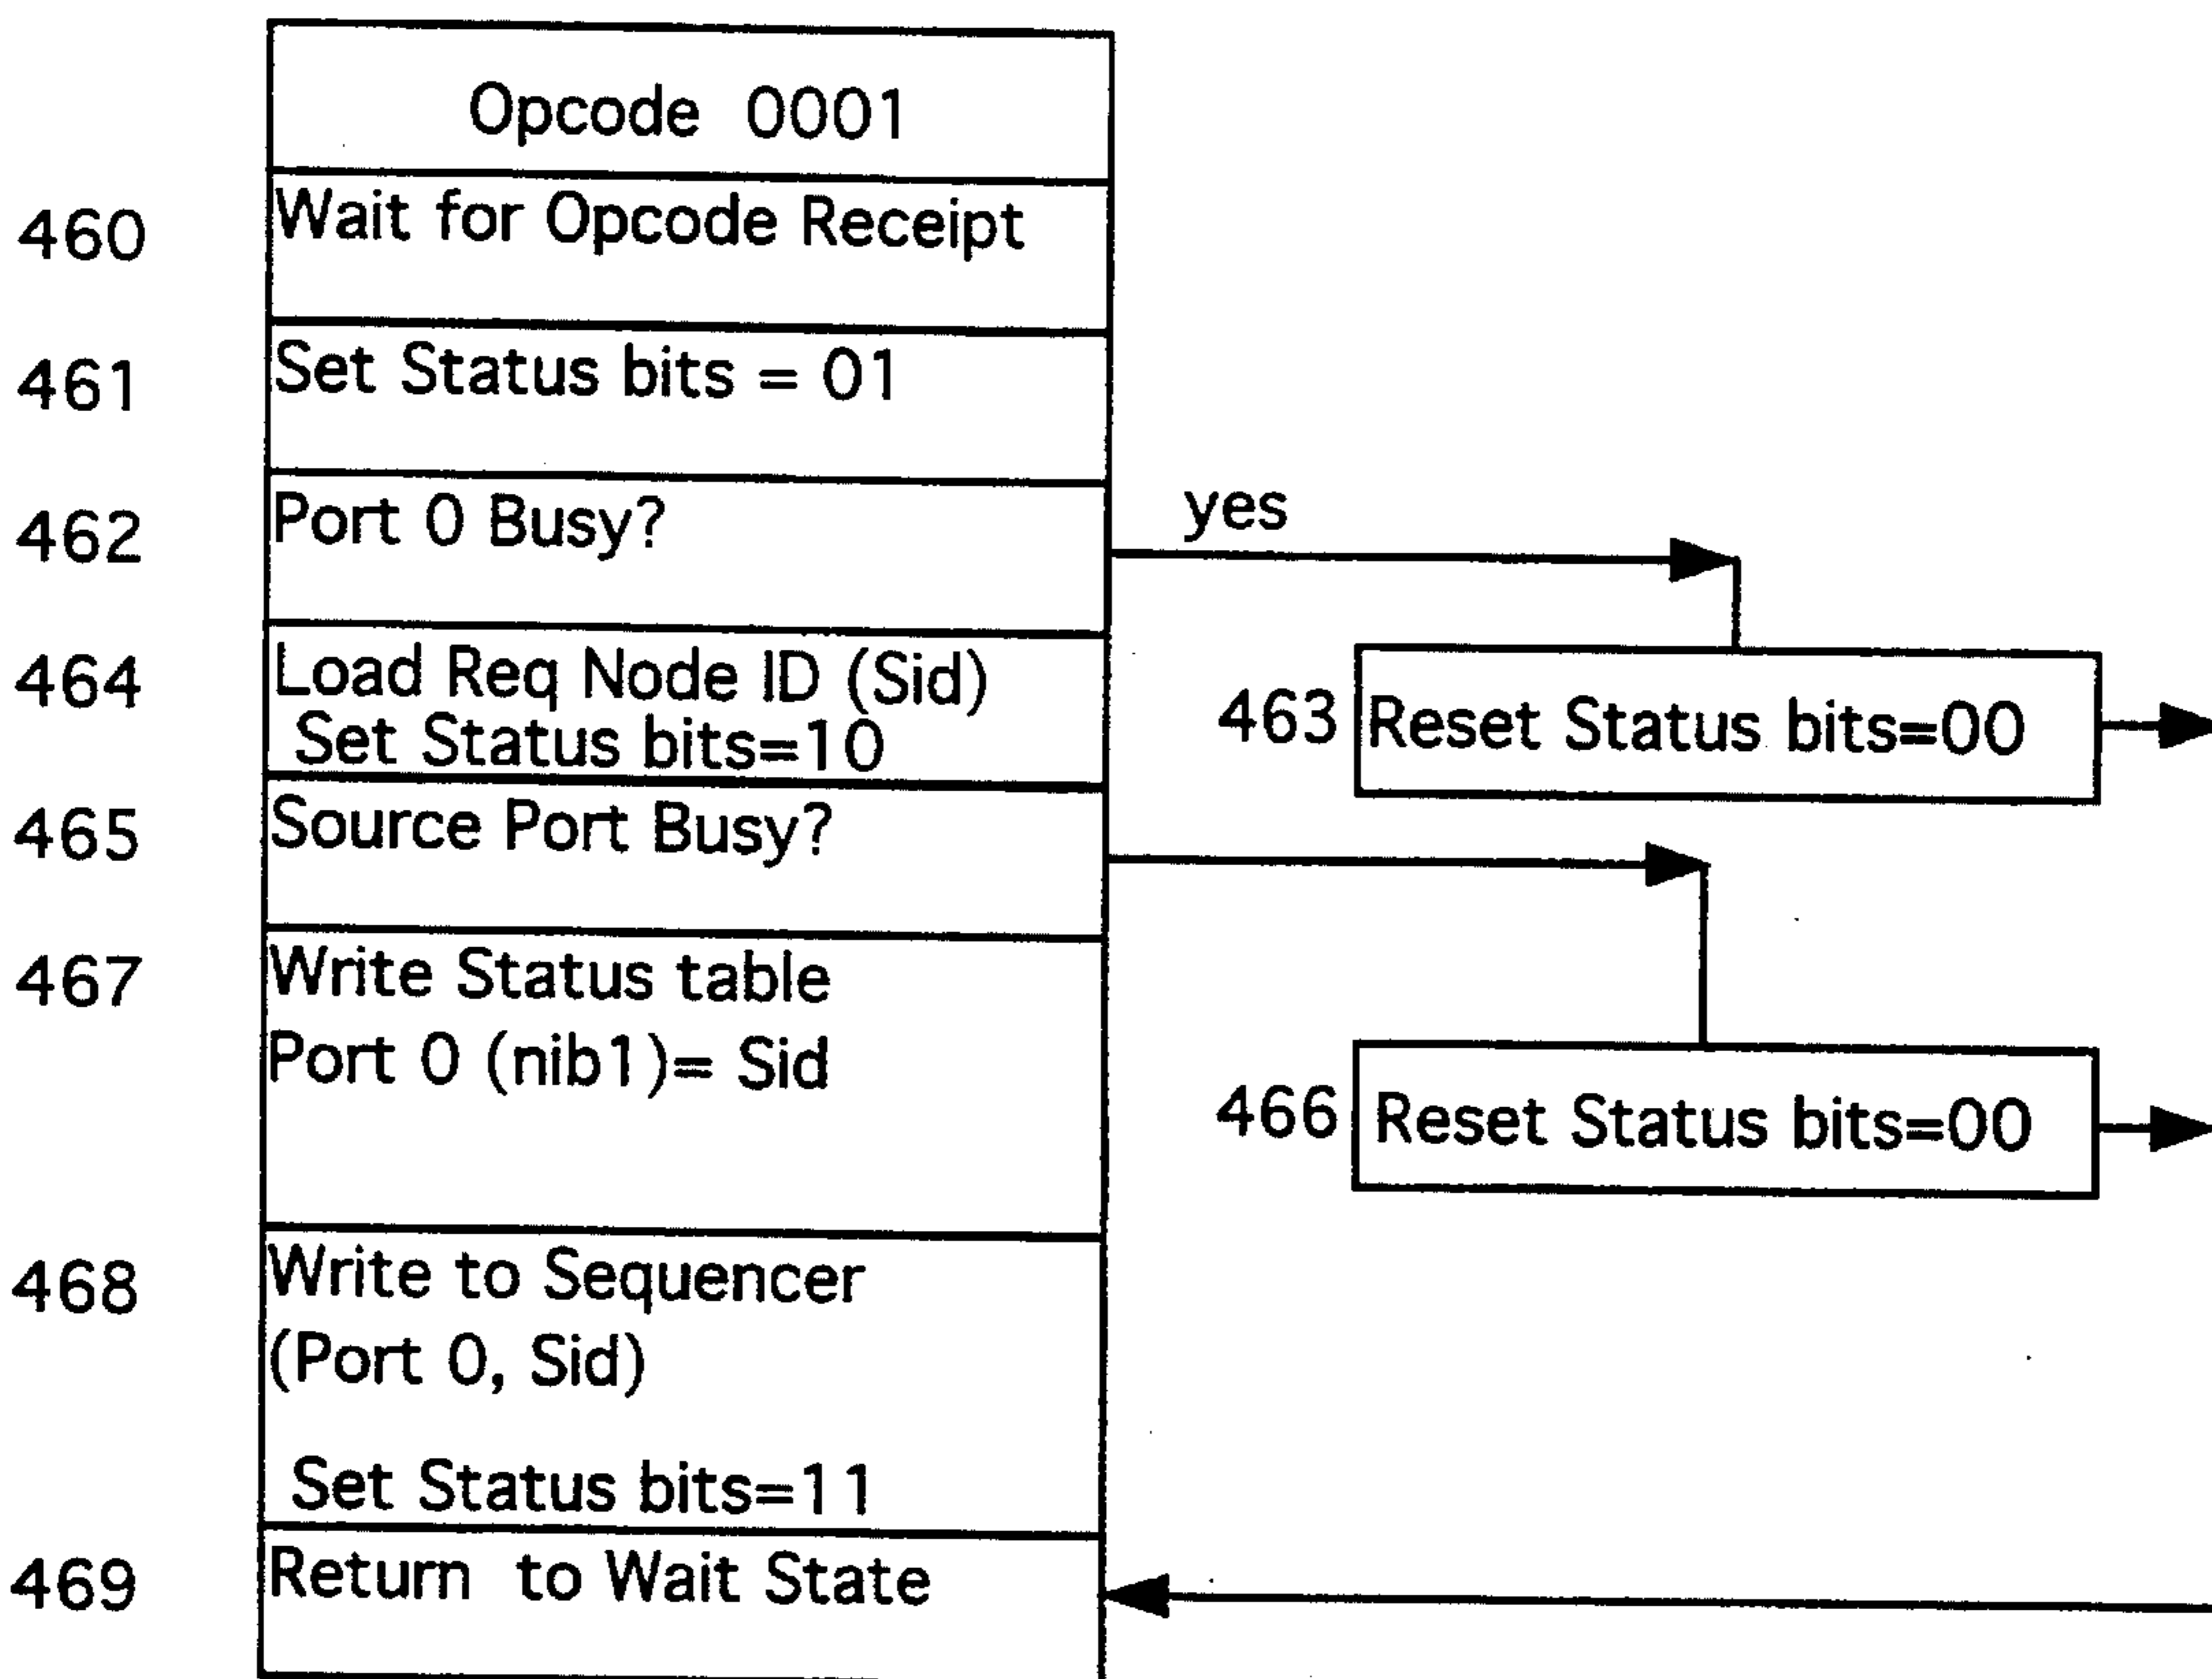 Opcode 0001
460 Wait for Opcode Receipt
461 Set Status bits = 01
462 Port 0 Busy?
yes
464 Load Req Node ID (Sid)
Set Status bits=10
463 Reset Status bits=00
465 Source Port Busy?
467 Write Status table
Port 0 (nib1)= Sid
466 Reset Status bits=00
468 Write to Sequencer
(Port 0, Sid)
Set Status bits=11
469 Return to Wait State